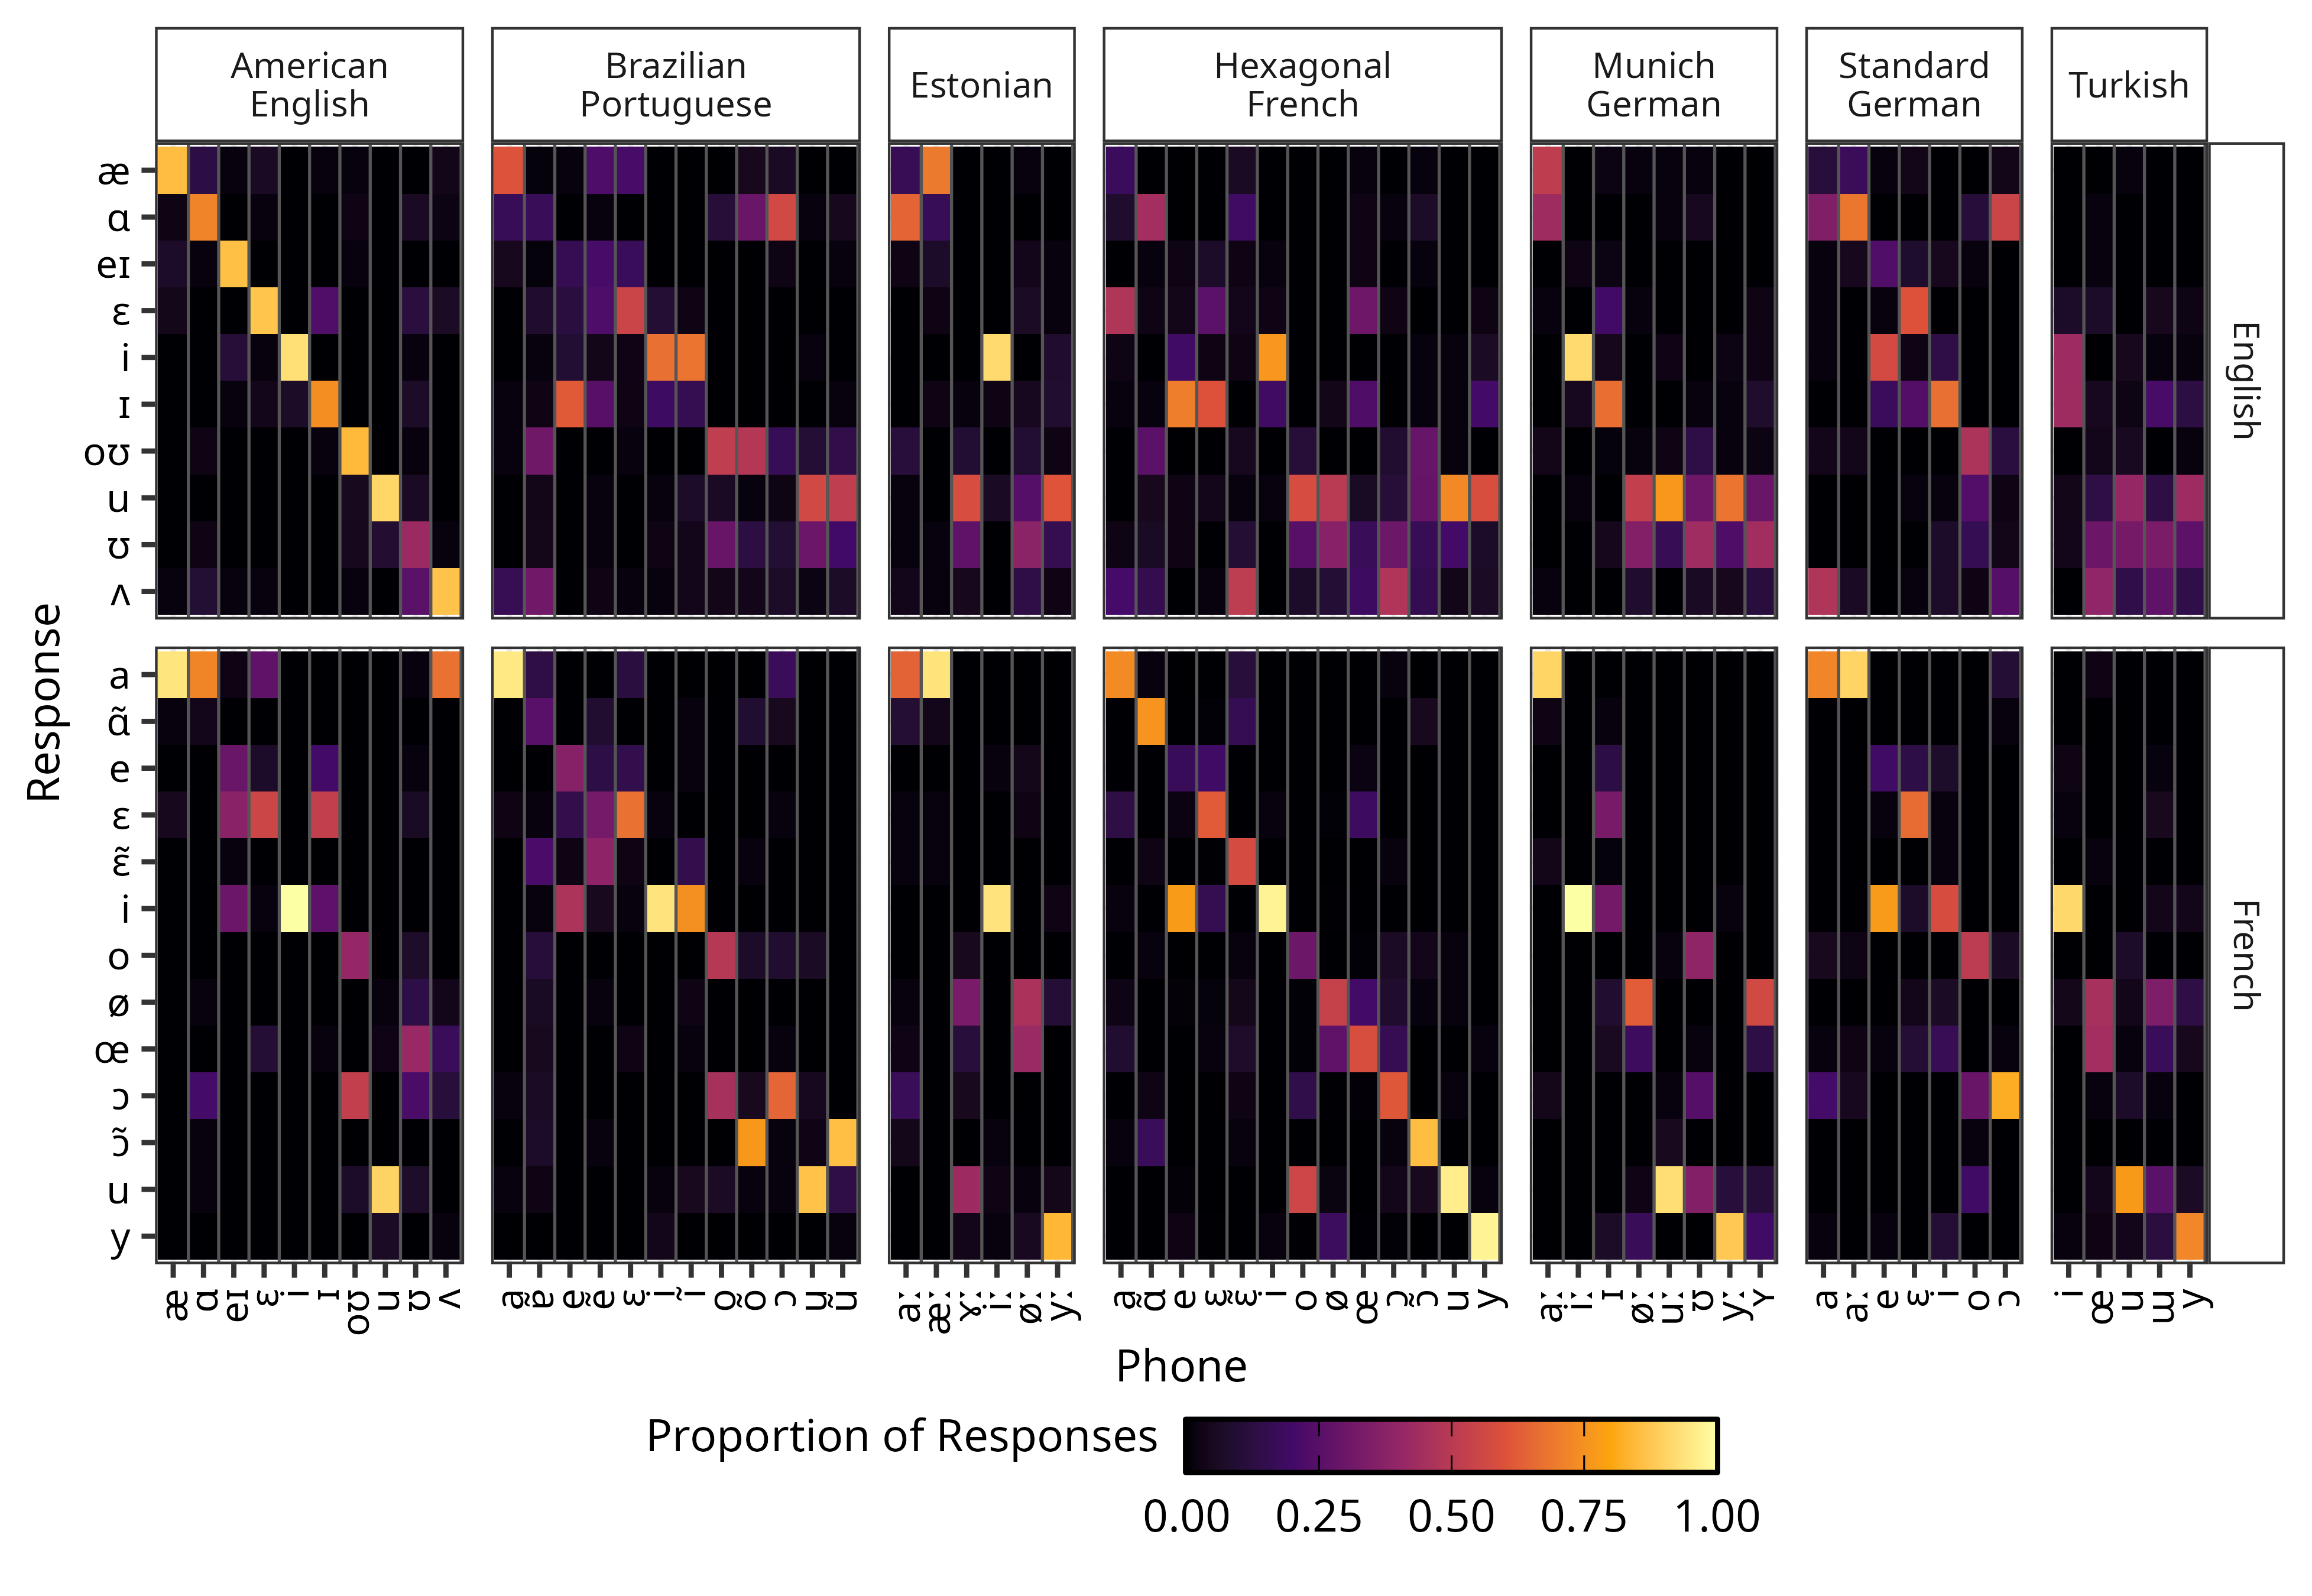 American
English
Brazilian
Portuguese
Estonian
Hexagonal
French
Munich
German
Standard
German
Turkish
æ
ɑ
eɪ
ɛ
i
ɪ
oʊ
u
ʊ
ʌ
English
Response
a
ɑ̃
e
ɛ
ɛ̃
i
o
ø
œ
ɔ
ɔ̃
u
y
French
æ ɑ eɪ ɛ i ɪ oʊ u ʊ ʌ
a ɐ̃ e ẽ ɛ i ĩ o õ ɔ u ũ
aː æː ɤː iː øː yː
a ɑ̃ e ɛ ɛ̃ i o ø œ ɔ ɔ̃ u y
aː iː ɪ øː uː ʊ yː ʏ
a aː e ɛ i o ɔ
i œ u ɯ y
Phone
Proportion of Responses
0.00 0.25 0.50 0.75 1.00